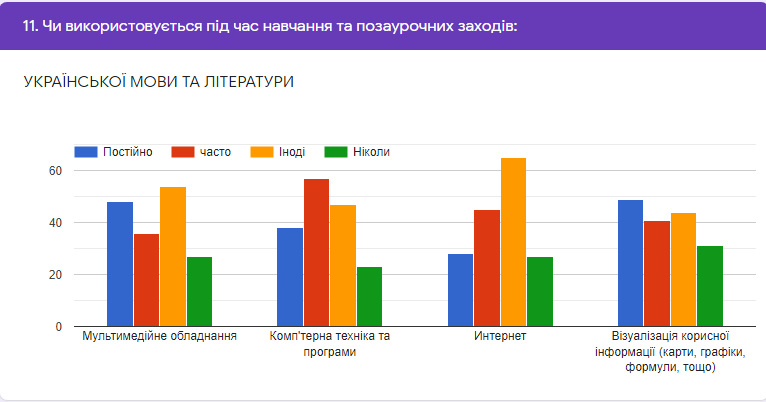 11. Чи використовується під час навчання та позаурочних заходів:
УКРАЇНСЬКОЇ МОВИ ТА ЛІТЕРАТУРИ
Постійно часто Іноді Ніколи
60
40
20
0
Мультимедійне обладнання
Комп'терна техніка та
програми
Интернет
Візуалізація корисної
інформації (карти, графіки,
формули, тощо)